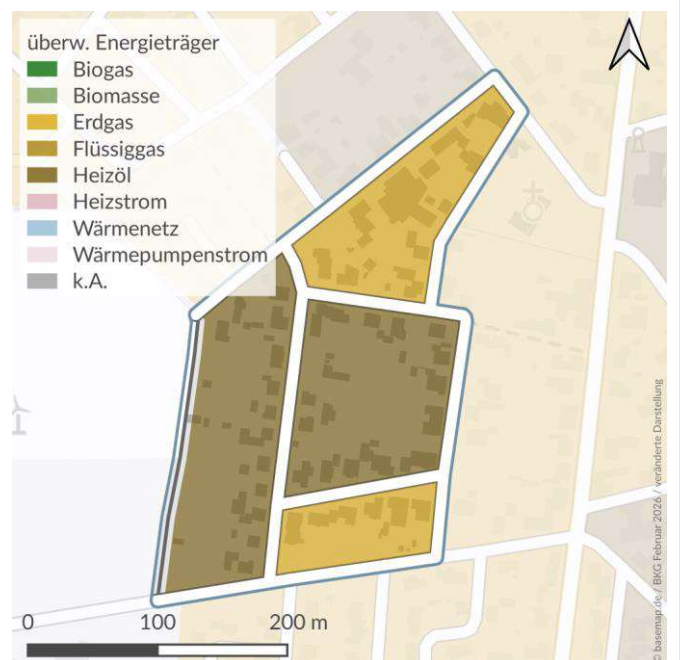 überw. Energieträger
Biogas
Biomasse
Erdgas
Flüssiggas
Heizöl
Heizstrom
Wärmenetz
Wärmepumpenstrom
k.A.
0 100 200 m
© basemap.de / BKG Februar 2026 / veränderte Darstellung